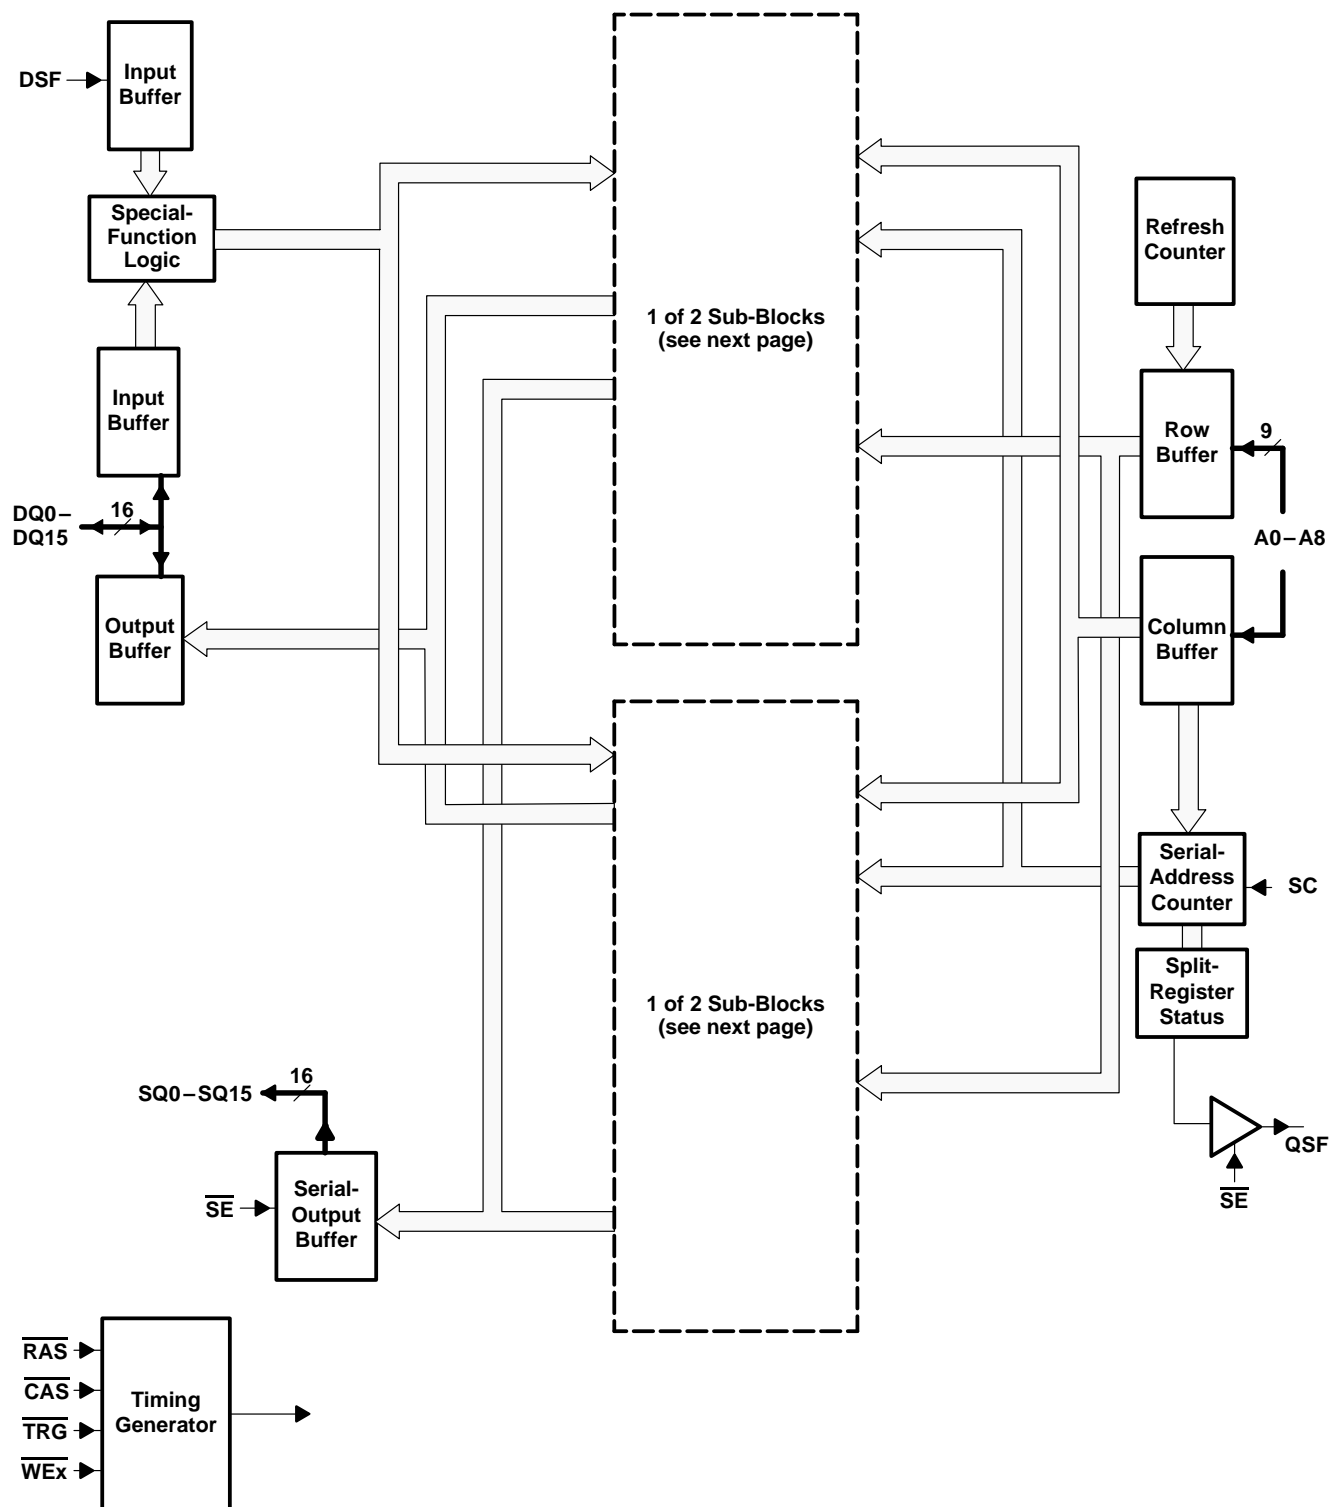 DSF
Input
Buffer
Special-
Function
Logic
Input
Buffer
DQ0–
DQ15
16
Output
Buffer
1 of 2 Sub-Blocks
(see next page)
Refresh
Counter
Row
Buffer
9
A0–A8
Column
Buffer
Serial-
Address
Counter
SC
Split-
Register
Status
QSF
SE
1 of 2 Sub-Blocks
(see next page)
SQ0–SQ15
16
SE
Serial-
Output
Buffer
RAS
CAS
TRG
WEx
Timing
Generator